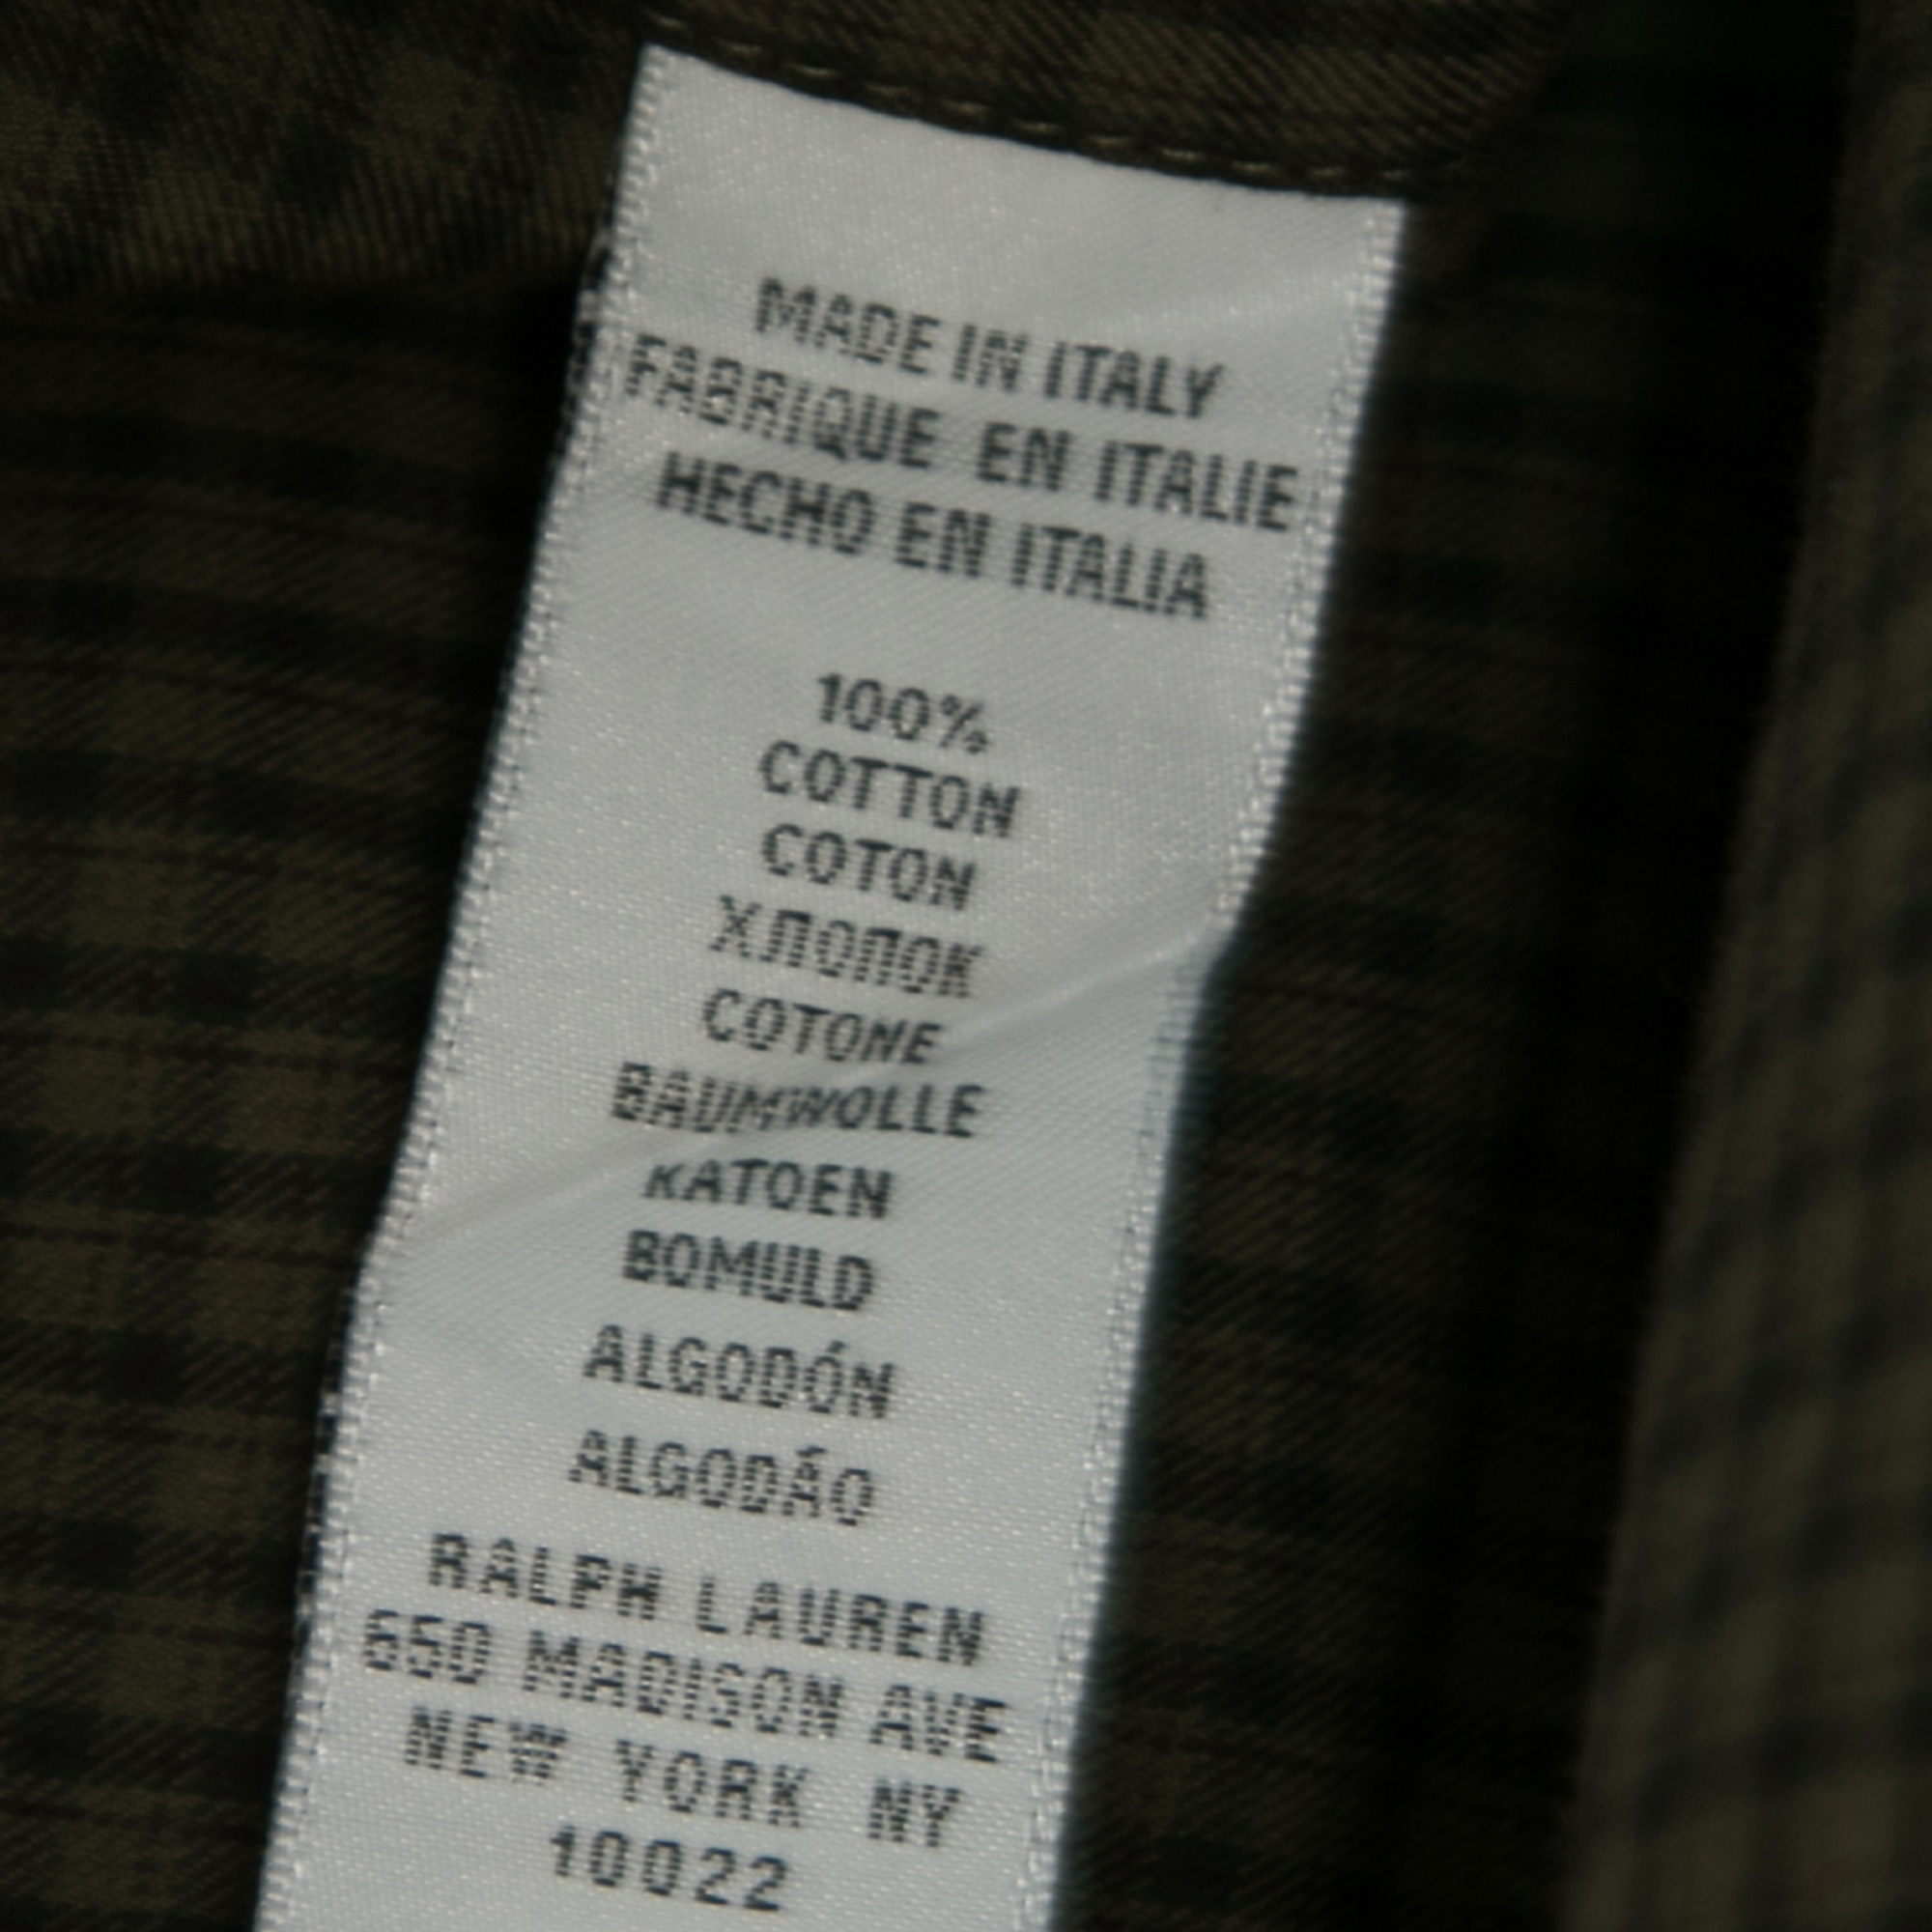 MADE IN ITALY
FABRIQUE EN ITALIE
HECHO EN ITALIA
100%
COTTON
COTON
ХЛОПОК
COTONE
BAUMWOLLE
KATOEN
BOMULD
ALGODÓN
ALGODÃO
RALPH LAUREN
650 MADISON AVE
NEW YORK NY
10022